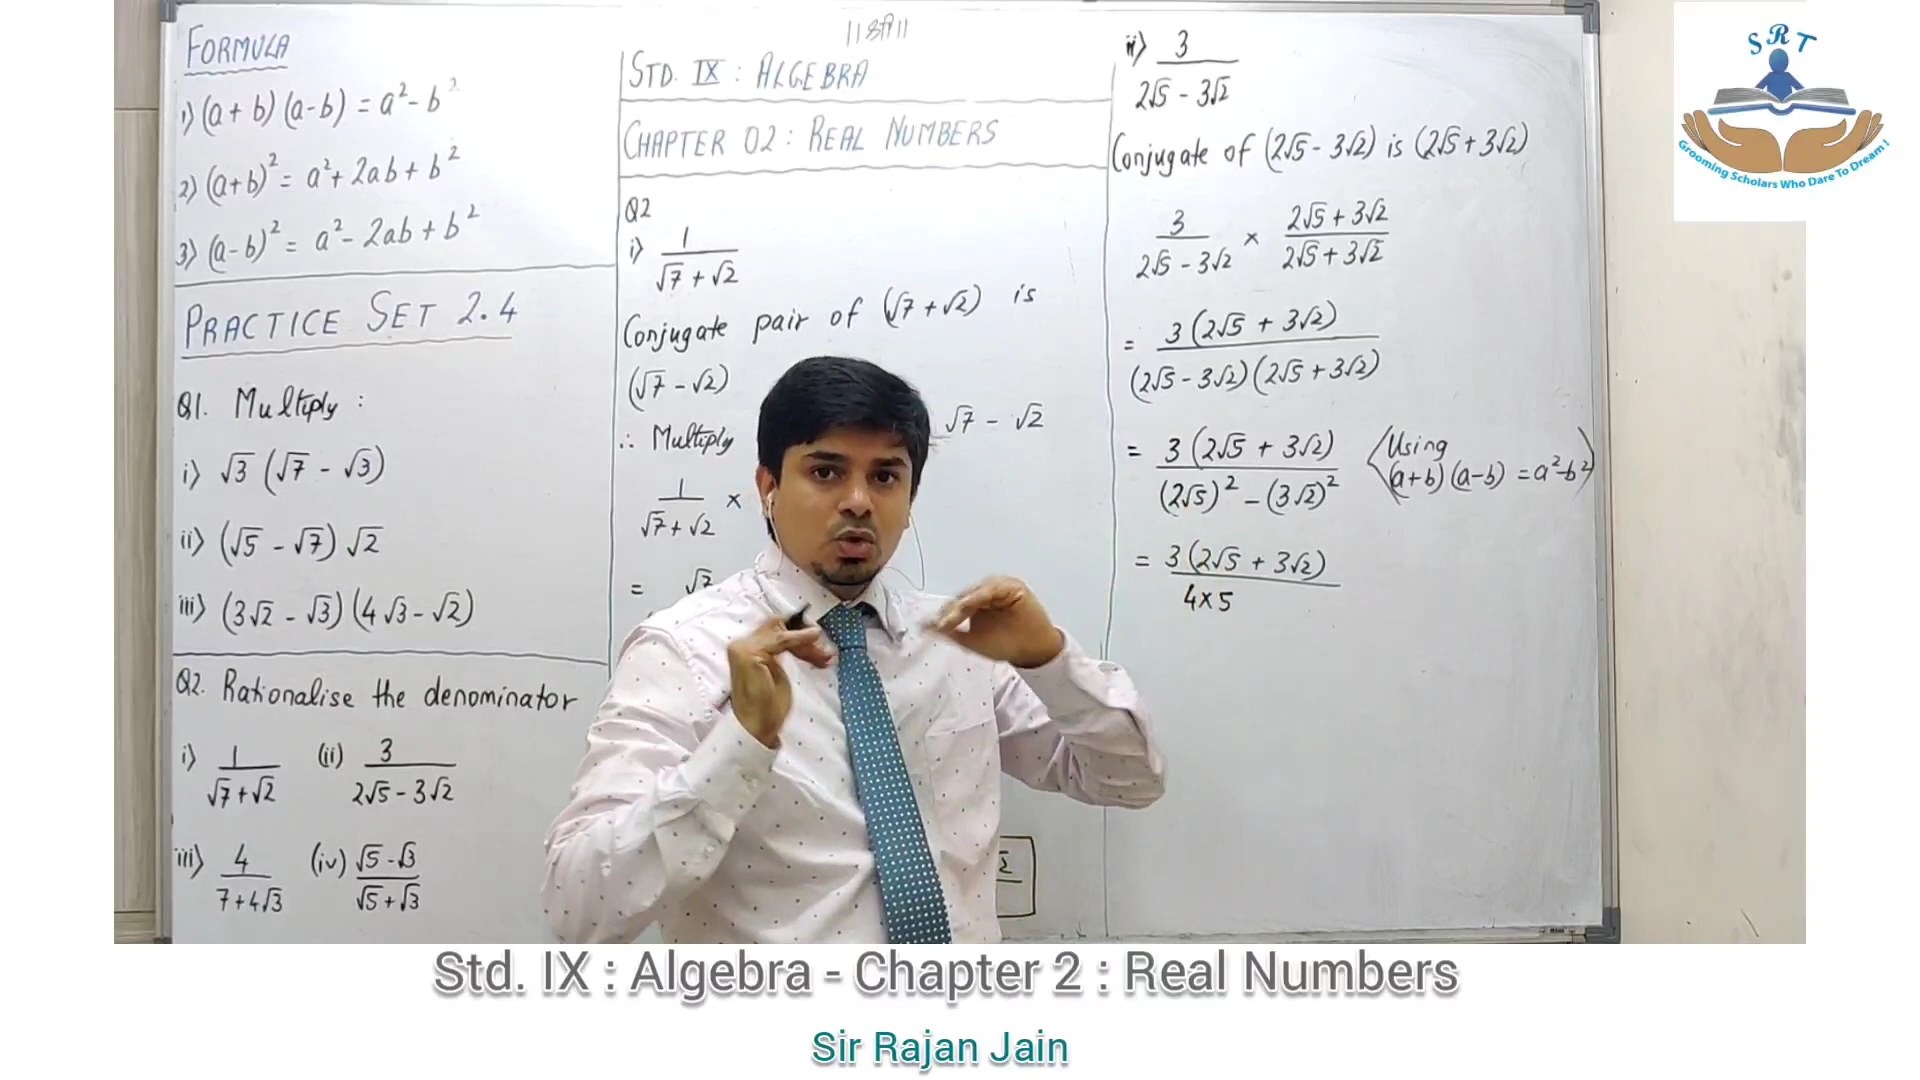 FORMULA
1) (a + b) (a - b) = a² - b²
2) (a+b)² = a² + 2ab + b²
3) (a-b)² = a² - 2ab + b²
PRACTICE SET 2.4
Q1. Multiply :
i) √3 (√7 - √3)
ii) (√5 - √7) √2
iii) (3√2 - √3) (4√3 - √2)
Q2. Rationalise the denominator
i) 1 (ii) 3
√7+√2 2√5 - 3√2
iii) 4 (iv) √5 - √3
7+4√3 √5 + √3
||श्री||
STD. IX : ALGEBRA
CHAPTER 02 : REAL NUMBERS
Q2
i) 1
√7 + √2
Conjugate pair of (√7 + √2) is
(√7 - √2)
∴ Multiply √7 - √2
1 ×
√7 + √2
= √7
√2
ii) 3
2√5 - 3√2
Conjugate of (2√5 - 3√2) is (2√5 + 3√2)
3 × 2√5 + 3√2
2√5 - 3√2 2√5 + 3√2
= 3 (2√5 + 3√2)
(2√5 - 3√2) (2√5 + 3√2)
= 3 (2√5 + 3√2) ⟨Using
(2√5)² - (3√2)² (a+b) (a-b) = a²-b²⟩
= 3 (2√5 + 3√2)
4×5
SRT
Grooming Scholars Who Dare To Dream !
Std. IX : Algebra - Chapter 2 : Real Numbers
Sir Rajan Jain